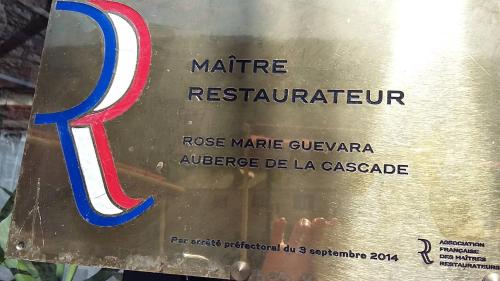 MAÎTRE
RESTAURATEUR
ROSE MARIE GUEVARA
AUBERGE DE LA CASCADE
Par arrêté préfectoral du 3 septembre 2014
ASSOCIATION
FRANÇAISE
DES MAÎTRES
RESTAURATEURS